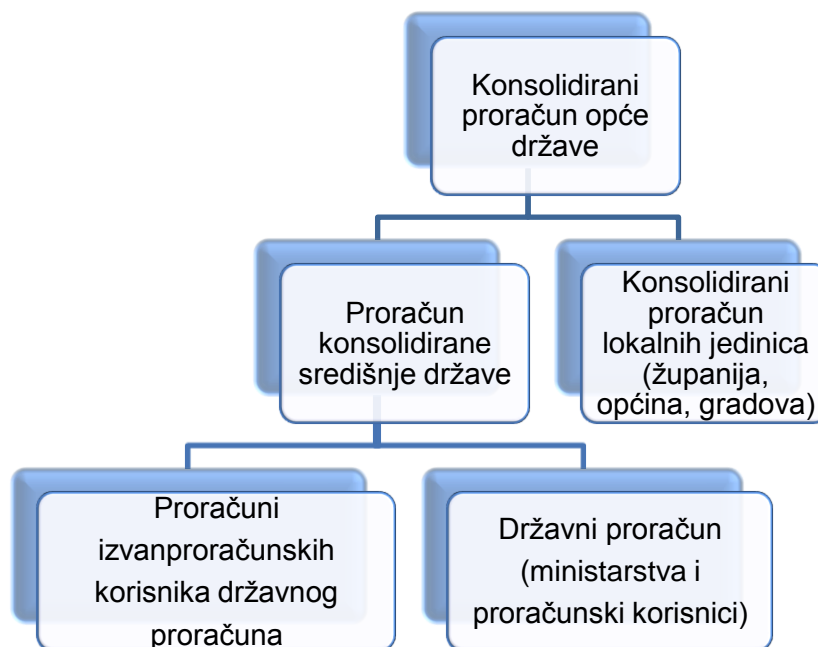 Konsolidirani
proračun opće
države
Proračun
konsolidirane
središnje države
Konsolidirani
proračun
lokalnih jedinica
(županija,
općina, gradova)
Proračuni
izvanproračunskih
korisnika državnog
proračuna
Državni proračun
(ministarstva i
proračunski korisnici)